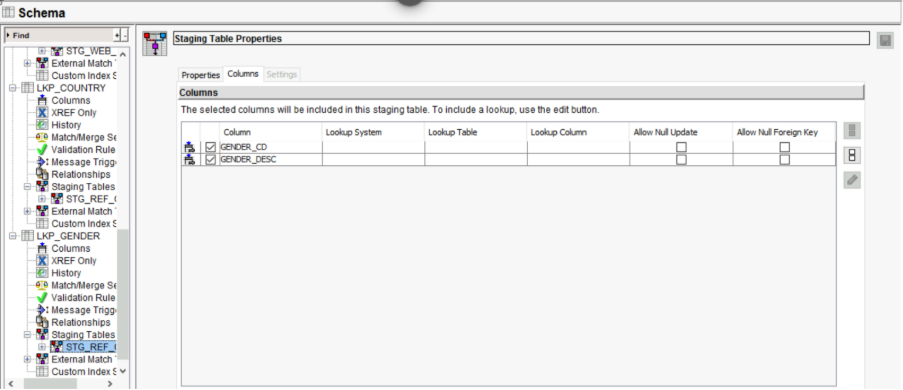 Schema
Find
STG_WEB_
External Match
Custom Index S
LKP_COUNTRY
Columns
XREF Only
History
Match/Merge Se
Validation Rule
Message Trigg
Relationships
Staging Tables
STG_REF_
External Match
Custom Index S
LKP_GENDER
Columns
XREF Only
History
Match/Merge Se
Validation Rule
Message Trigg
Relationships
Staging Tables
STG_REF_
External Match
Custom Index S
Staging Table Properties
Properties Columns Settings
Columns
The selected columns will be included in this staging table. To include a lookup, use the edit button.
Column Lookup System Lookup Table Lookup Column Allow Null Update Allow Null Foreign Key
GENDER_CD
GENDER_DESC